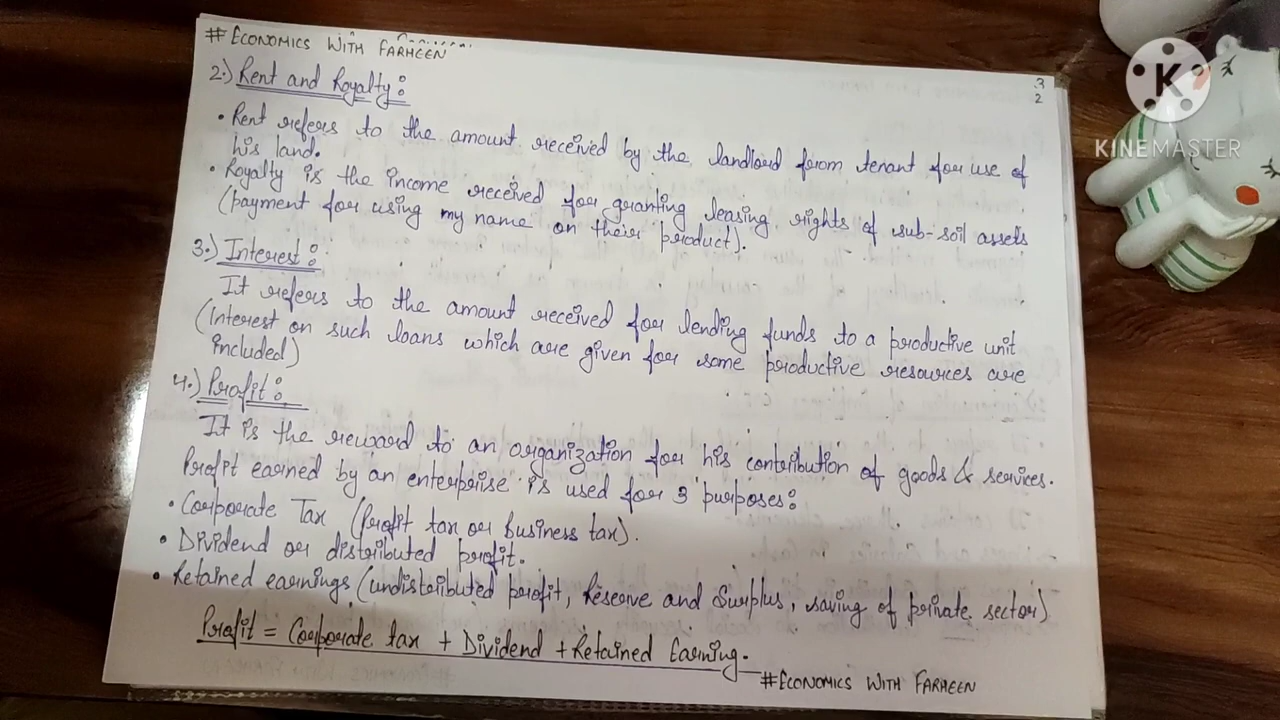 # ECONOMICS WITH FARHEEN
3
2
2.) Rent and Royalty:
• Rent refers to the amount received by the landlord from tenant for use of
his land.
• Royalty is the income received for granting leasing rights of sub-soil assets
(payment for using my name on their product).
3.) Interest:
It refers to the amount received for lending funds to a productive unit
(interest on such loans which are given for some productive resources are
included)
4.) Profit:
It is the reward to an organization for his contribution of goods & services.
Profit earned by an enterprise is used for 3 purposes:
• Corporate Tax (Profit tax or Business tax).
• Dividend or distributed profit.
• Retained earnings (undistributed profit, Reserve and Surplus, saving of private sector)
Profit = Corporate tax + Dividend + Retained Earning.
# ECONOMICS WITH FARHEEN
K
KINEMASTER